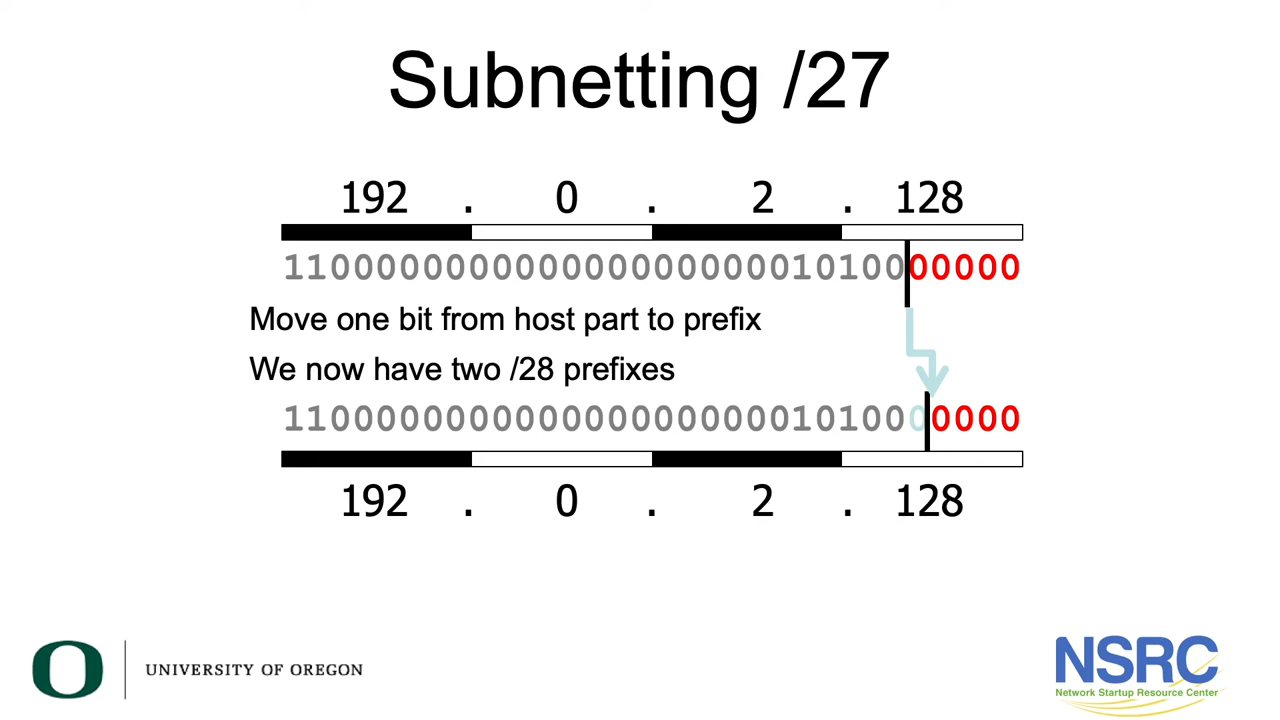 Subnetting /27
192 . 0 . 2 . 128
11000000000000000000001010000000
Move one bit from host part to prefix
We now have two /28 prefixes
11000000000000000000001010000000
192 . 0 . 2 . 128
UNIVERSITY OF OREGON
NSRC
Network Startup Resource Center